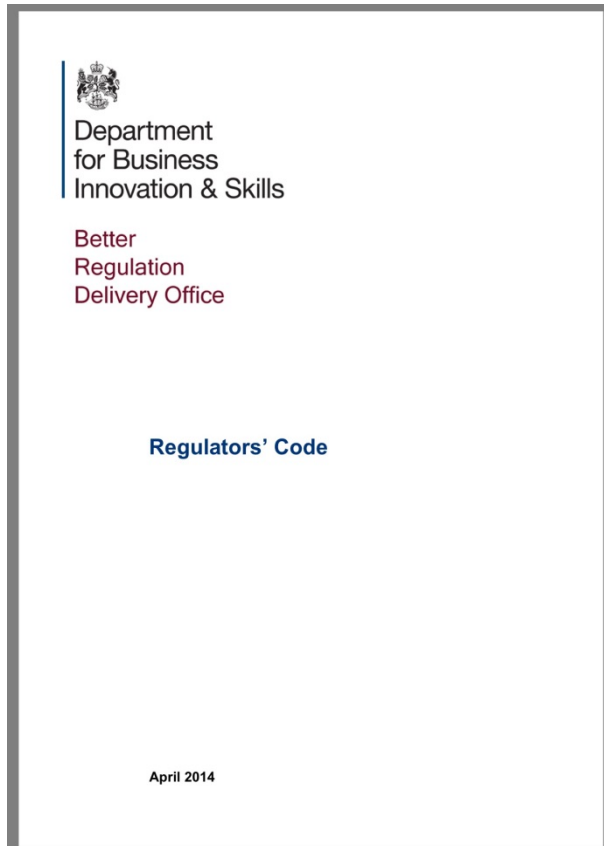 Department
for Business
Innovation & Skills
Better
Regulation
Delivery Office
Regulators’ Code
April 2014